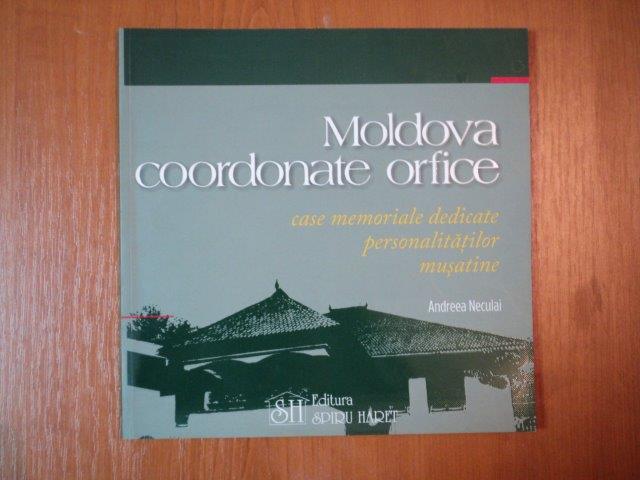 Moldova
coordonate orfice
case memoriale dedicate
personalităților
mușatine
Andreea Neculai
SH Editura
SPIRU HARET